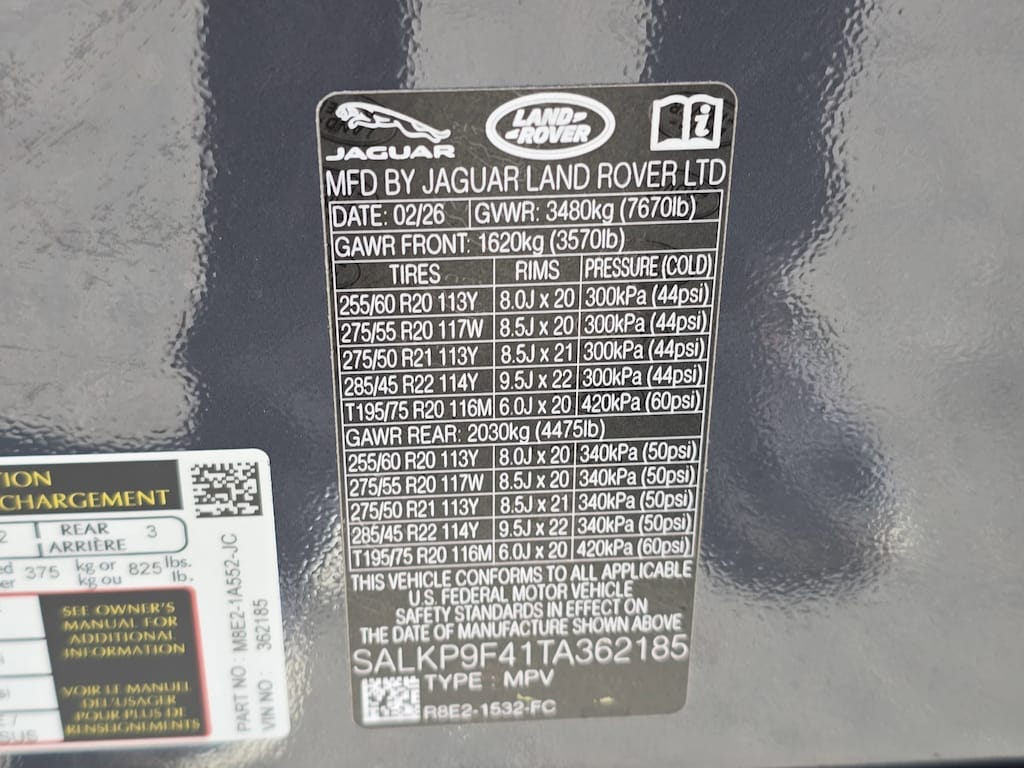 JAGUAR
LAND-
-ROVER
i
MFD BY JAGUAR LAND ROVER LTD
DATE: 02/26 GVWR: 3480kg (7670lb)
GAWR FRONT: 1620kg (3570lb)
TIRES RIMS PRESSURE (COLD)
255/60 R20 113Y 8.0J x 20 300kPa (44psi)
275/55 R20 117W 8.5J x 20 300kPa (44psi)
275/50 R21 113Y 8.5J x 21 300kPa (44psi)
285/45 R22 114Y 9.5J x 22 300kPa (44psi)
T195/75 R20 116M 6.0J x 20 420kPa (60psi)
GAWR REAR: 2030kg (4475lb)
255/60 R20 113Y 8.0J x 20 340kPa (50psi)
275/55 R20 117W 8.5J x 20 340kPa (50psi)
275/50 R21 113Y 8.5J x 21 340kPa (50psi)
285/45 R22 114Y 9.5J x 22 340kPa (50psi)
T195/75 R20 116M 6.0J x 20 420kPa (60psi)
THIS VEHICLE CONFORMS TO ALL APPLICABLE
U.S. FEDERAL MOTOR VEHICLE
SAFETY STANDARDS IN EFFECT ON
THE DATE OF MANUFACTURE SHOWN ABOVE
SALKP9F41TA362185
TYPE : MPV
R8E2-1532-FC
TION
CHARGEMENT
2 REAR 3
ARRIÈRE
ed 375 kg or 825 lbs.
er kg ou lb.
SEE OWNER'S
MANUAL FOR
ADDITIONAL
INFORMATION
VOIR LE MANUEL
DE L'USAGER
POUR PLUS DE
RENSEIGNEMENTS
SUS
PART NO : M8E2-1A552-JC
VIN NO : 362185